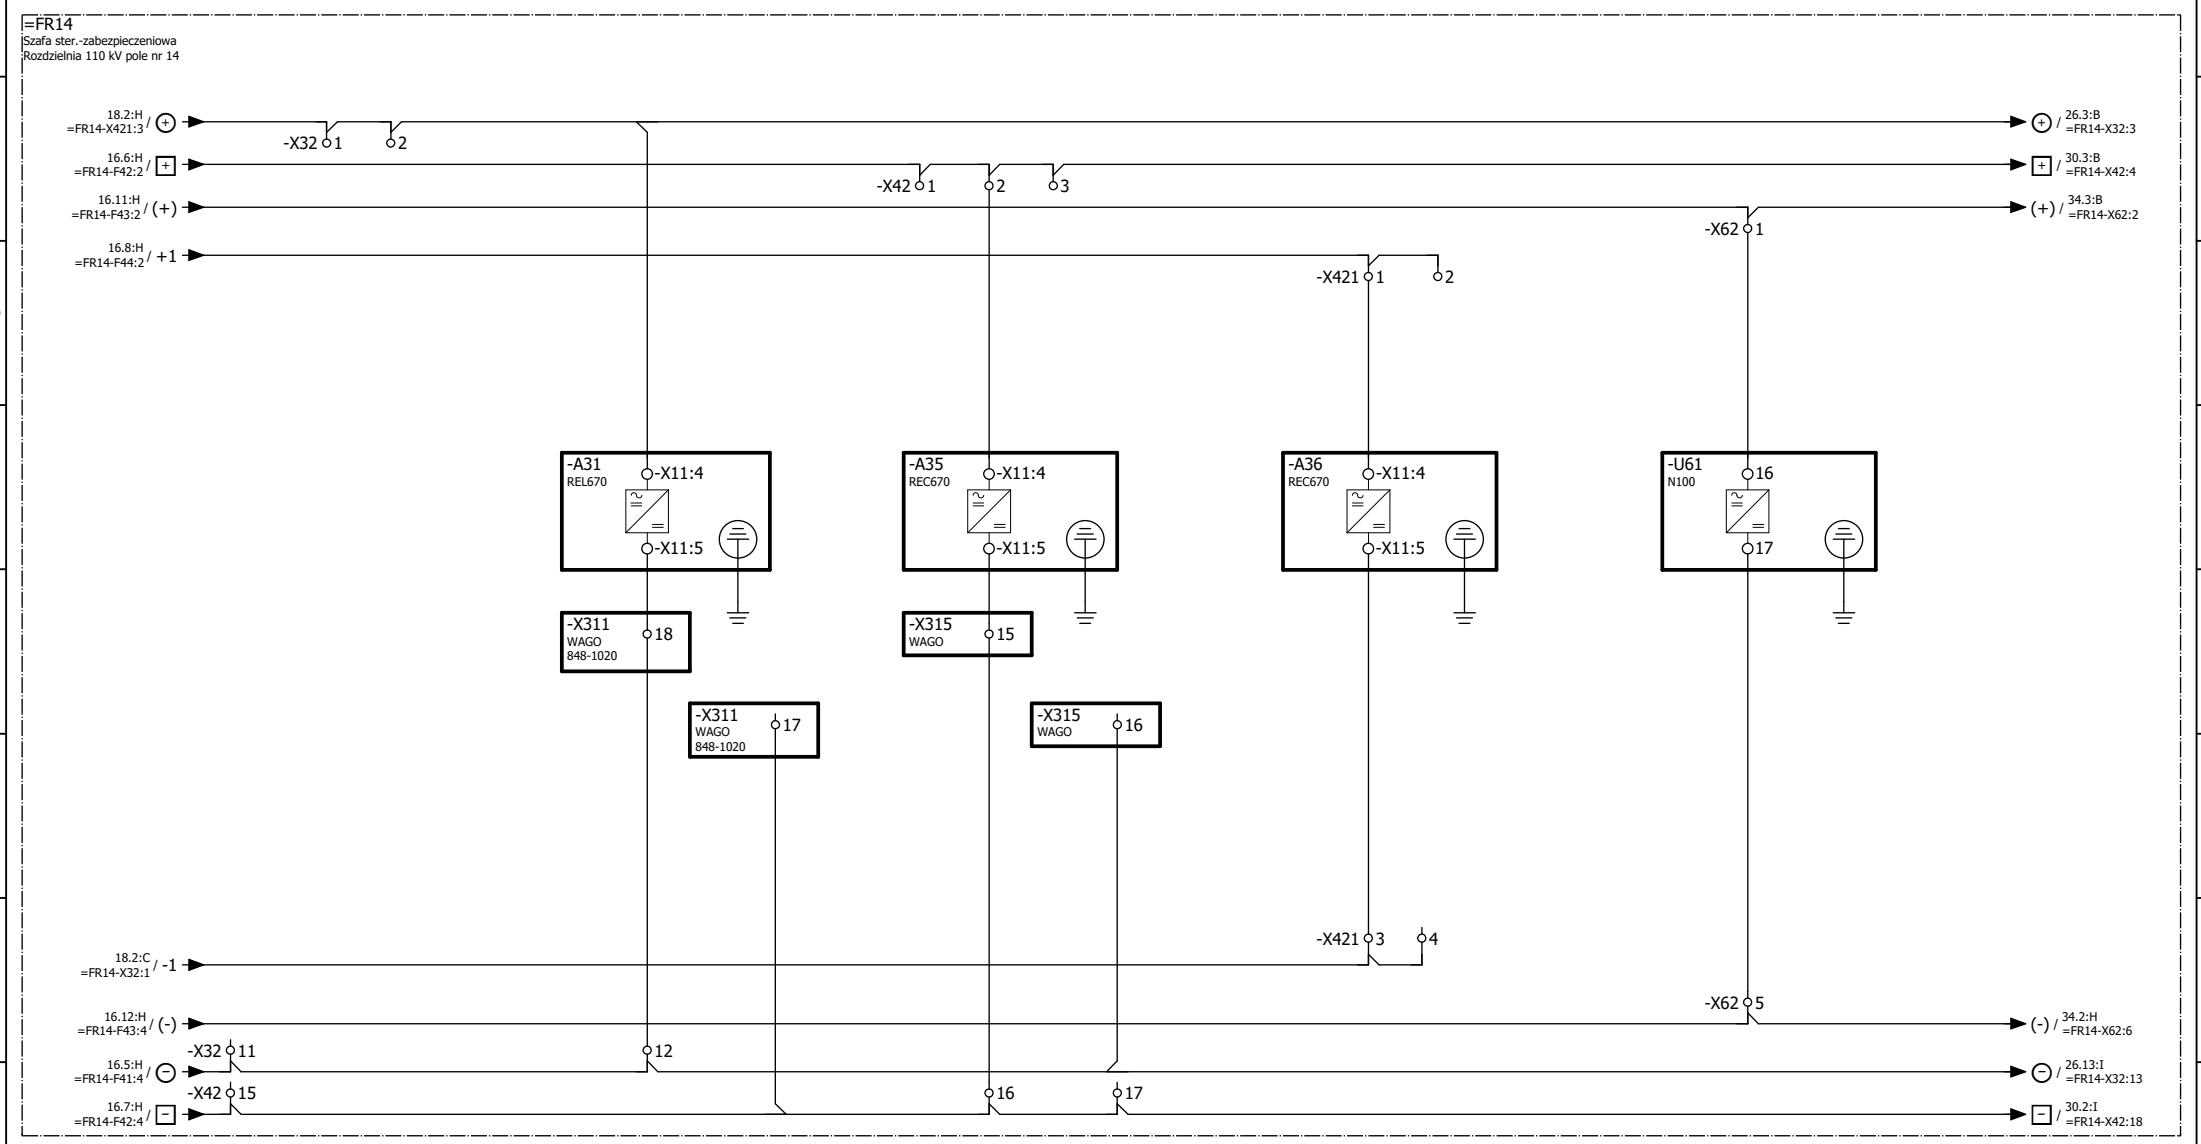 =FR14
Szafa ster.-zabezpieczeniowa
Rozdzielnia 110 kV pole nr 14
18.2:H
=FR14-X421:3 / +
-X32 1 2
26.3:B
+ / =FR14-X32:3
16.6:H
=FR14-F42:2 / +
-X42 1 2 3
30.3:B
+ / =FR14-X42:4
16.11:H
=FR14-F43:2 / (+)
34.3:B
(+) / =FR14-X62:2
-X62 1
16.8:H
=FR14-F44:2 / +1
-X421 1 2
-A31
REL670
-X11:4
-X11:5
-A35
REC670
-X11:4
-X11:5
-A36
REC670
-X11:4
-X11:5
-U61
N100
16
17
-X311
WAGO
848-1020
18
-X315
WAGO
15
-X311
WAGO
848-1020
17
-X315
WAGO
16
-X421 3 4
18.2:C
=FR14-X32:1 / -1
-X62 5
16.12:H
=FR14-F43:4 / (-)
34.2:H
(-) / =FR14-X62:6
-X32 11 12
16.5:H
=FR14-F41:4 / −
26.13:I
− / =FR14-X32:13
-X42 15 16 17
16.7:H
=FR14-F42:4 / −
30.2:I
− / =FR14-X42:18